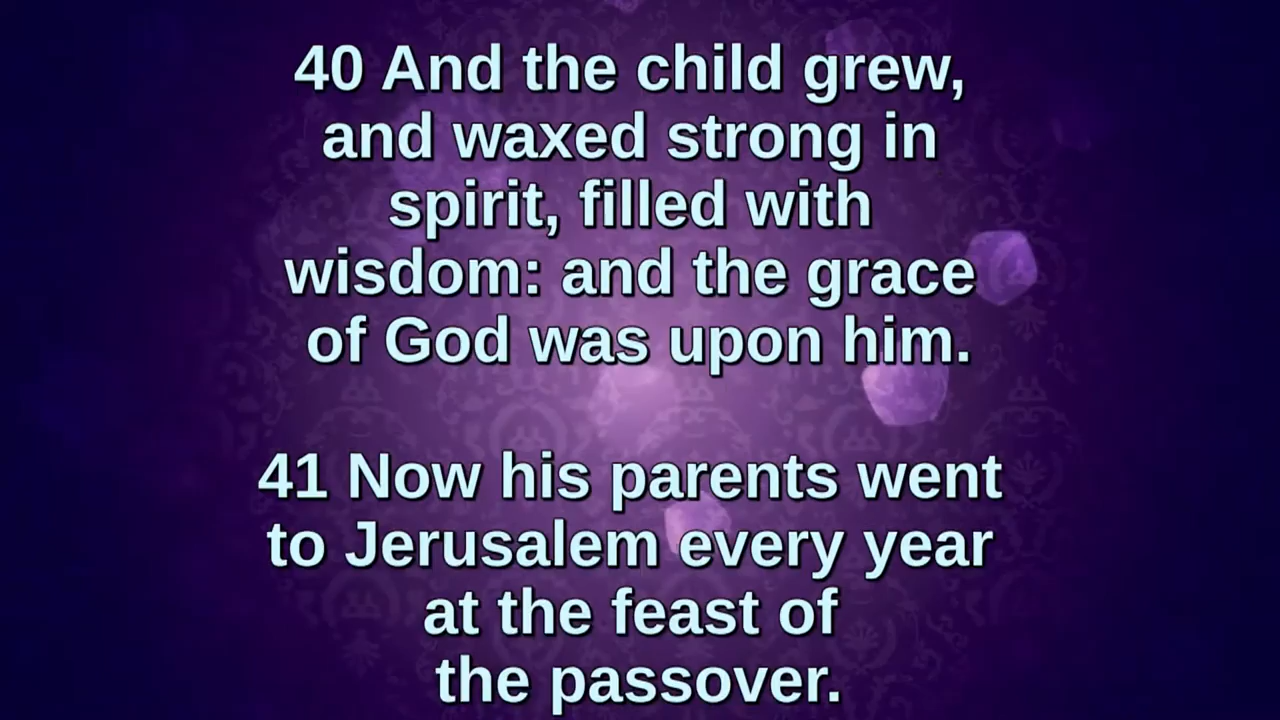 40 And the child grew,
and waxed strong in
spirit, filled with
wisdom: and the grace
of God was upon him.
41 Now his parents went
to Jerusalem every year
at the feast of
the passover.